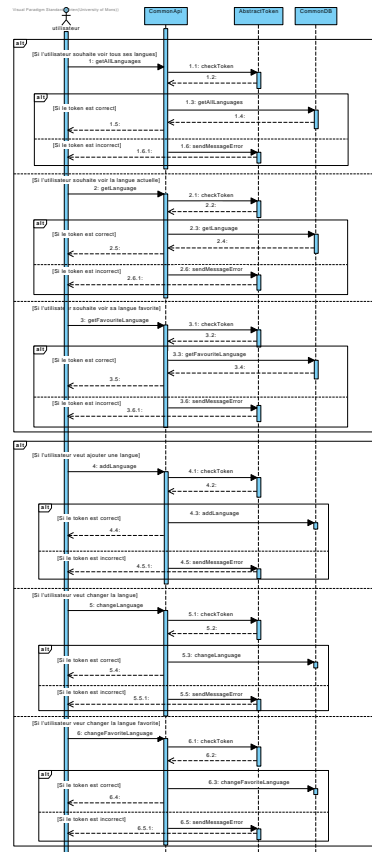 Visual Paradigm Standard (University of Mons)
CommonApi
AbstractToken
CommonDB
utilisateur
alt
[Si l'utilisateur souhaite voir tous ses langues]
1: getAllLanguages
1.1: checkToken
1.2:
alt
[Si le token est correct]
1.3: getAllLanguages
1.4:
1.5:
[Si le token est incorrect]
1.6: sendMessageError
1.6.1:
[Si l'utilisateur souhaite voir la langue actuelle]
2: getLanguage
2.1: checkToken
2.2:
alt
[Si le token est correct]
2.3: getLanguage
2.4:
2.5:
[Si le token est incorrect]
2.6: sendMessageError
2.6.1:
[Si l'utilisateur souhaite voir sa langue favorite]
3: getFavouriteLanguage
3.1: checkToken
3.2:
alt
[Si le token est correct]
3.3: getFavouriteLanguage
3.4:
3.5:
[Si le token est incorrect]
3.6: sendMessageError
3.6.1:
alt
[Si l'utilisateur veut ajouter une langue]
4: addLanguage
4.1: checkToken
4.2:
alt
[Si le token est correct]
4.3: addLanguage
4.4:
[Si le token est incorrect]
4.5: sendMessageError
4.5.1:
[Si l'utilisateur veur changer la langue]
5: changeLanguage
5.1: checkToken
5.2:
alt
[Si le token est correct]
5.3: changeLanguage
5.4:
[Si le token est incorrect]
5.5: sendMessageError
5.5.1:
[Si l'utilisateur veur changer la langue favorite]
6: changeFavoriteLanguage
6.1: checkToken
6.2:
alt
[Si le token est correct]
6.3: changeFavoriteLanguage
6.4:
[Si le token est incorrect]
6.5: sendMessageError
6.5.1: